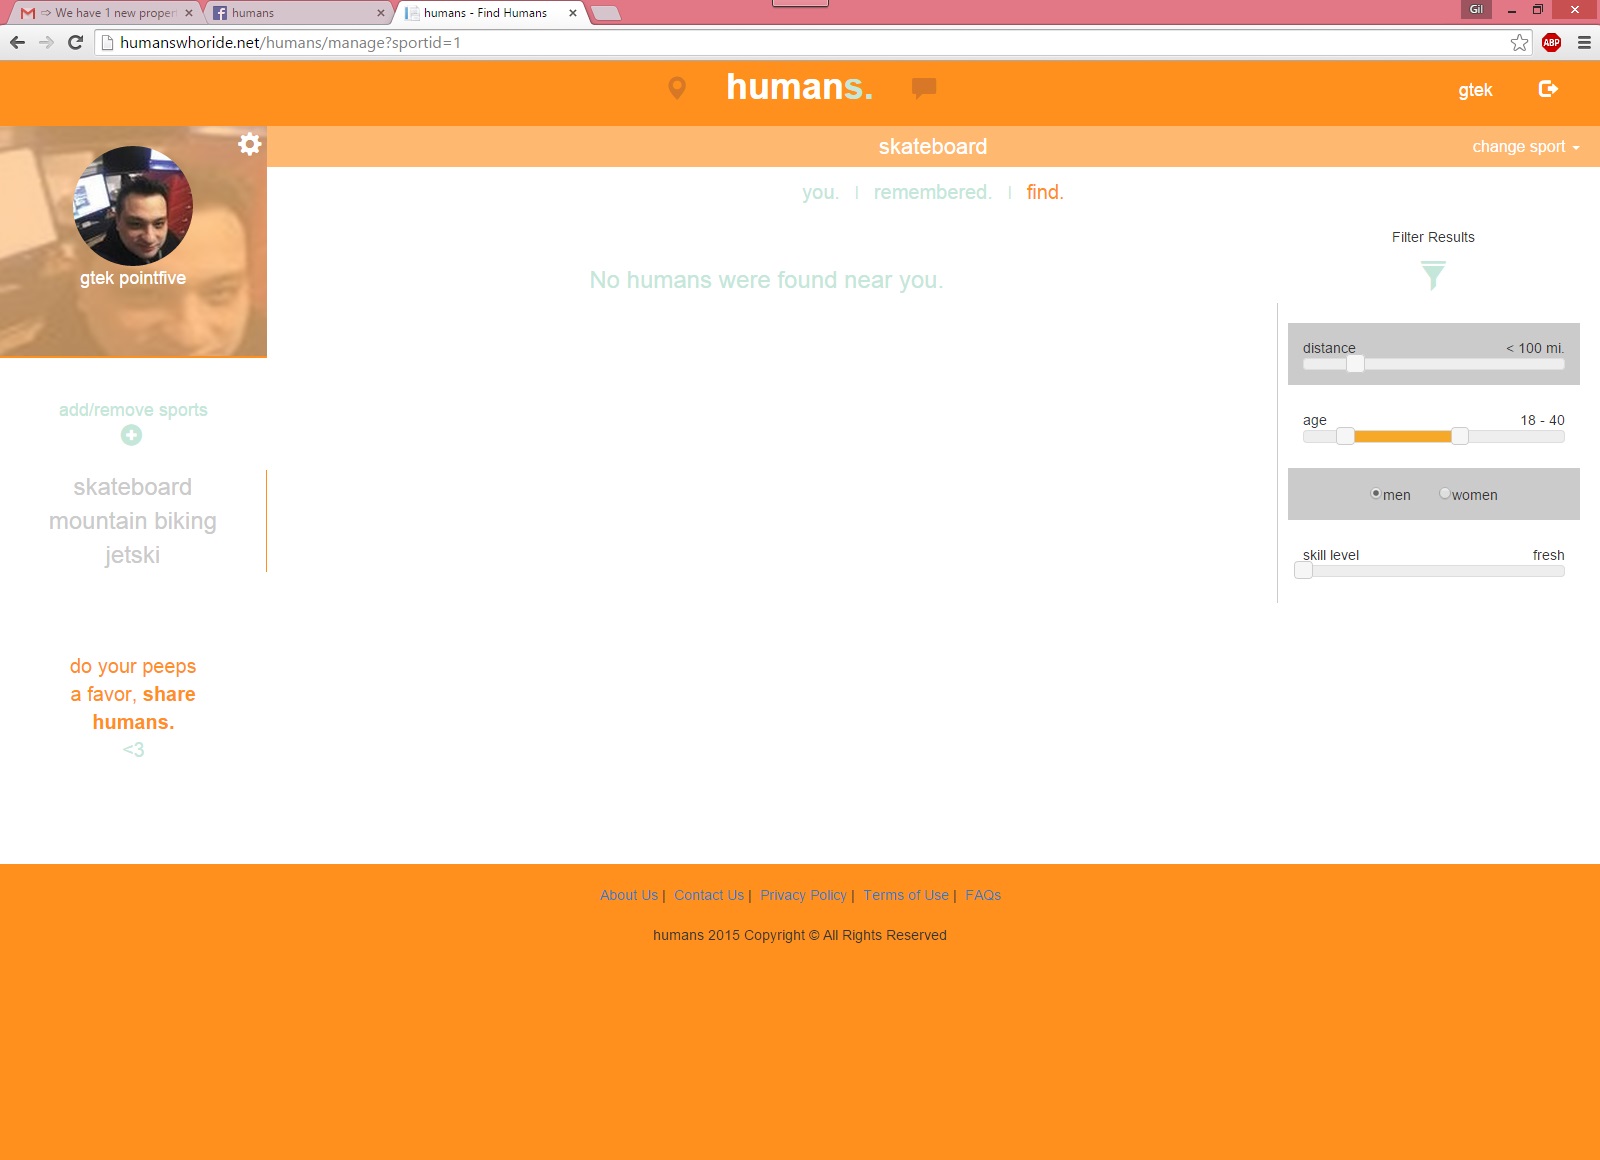 We have 1 new proper
humans
humans - Find Humans
Gil
humanswhoride.net/humans/manage?sportid=1
ABP
humans.
gtek
skateboard
change sport
gtek pointfive
you. | remembered. | find.
Filter Results
No humans were found near you.
distance < 100 mi.
age 18 - 40
men women
skill level fresh
add/remove sports
skateboard
mountain biking
jetski
do your peeps
a favor, share
humans.
<3
About Us | Contact Us | Privacy Policy | Terms of Use | FAQs
humans 2015 Copyright © All Rights Reserved